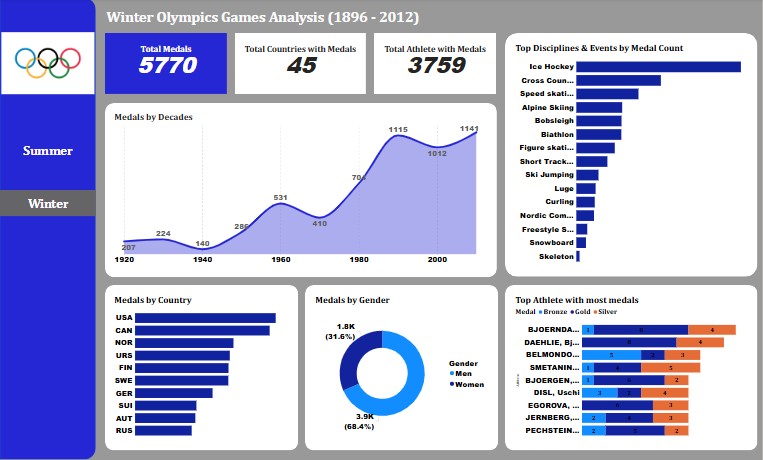 Winter Olympics Games Analysis (1896 - 2012)
Summer
Winter
Total Medals
5770
Total Countries with Medals
45
Total Athlete with Medals
3759
Medals by Decades
207
224
140
286
531
410
704
1115
1012
1141
1920
1940
1960
1980
2000
Top Disciplines & Events by Medal Count
Ice Hockey
Cross Coun...
Speed skati...
Alpine Skiing
Bobsleigh
Biathlon
Figure skati...
Short Track...
Ski Jumping
Luge
Curling
Nordic Com...
Freestyle S...
Snowboard
Skeleton
Medals by Country
USA
CAN
NOR
URS
FIN
SWE
GER
SUI
AUT
RUS
Medals by Gender
1.8K
(31.6%)
3.9K
(68.4%)
Gender
Men
Women
Top Athlete with most medals
Medal Bronze Gold Silver
BJOERNDA... 1 4
DAEHLIE, Bj... 4
BELMONDO... 5 2 3
SMETANIN... 1 4 5
BJOERGEN,... 1 2
DISL, Uschi 3 2 4
EGOROVA, ... 3
JERNBERG,... 2 4 3
PECHSTEIN... 2 5 2